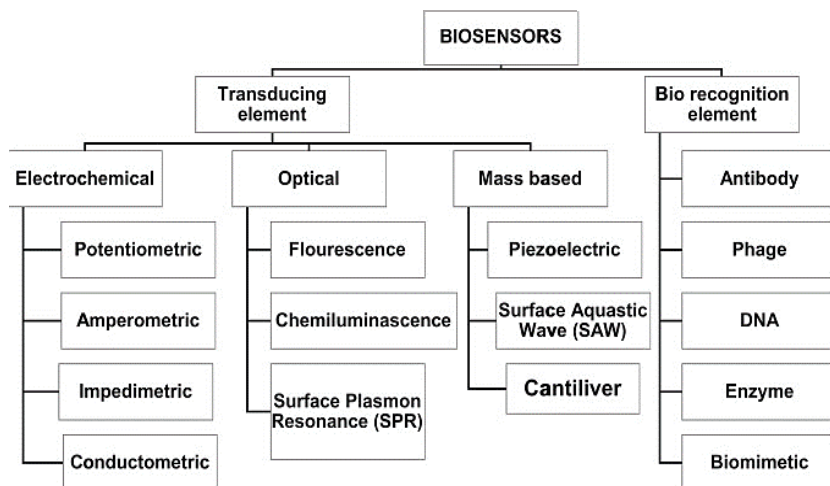 BIOSENSORS
Transducing
element
Bio recognition
element
Electrochemical
Optical
Mass based
Antibody
Potentiometric
Flourescence
Piezoelectric
Phage
Amperometric
Chemiluminascence
Surface Aquastic
Wave (SAW)
DNA
Impedimetric
Surface Plasmon
Resonance (SPR)
Cantiliver
Enzyme
Conductometric
Biomimetic